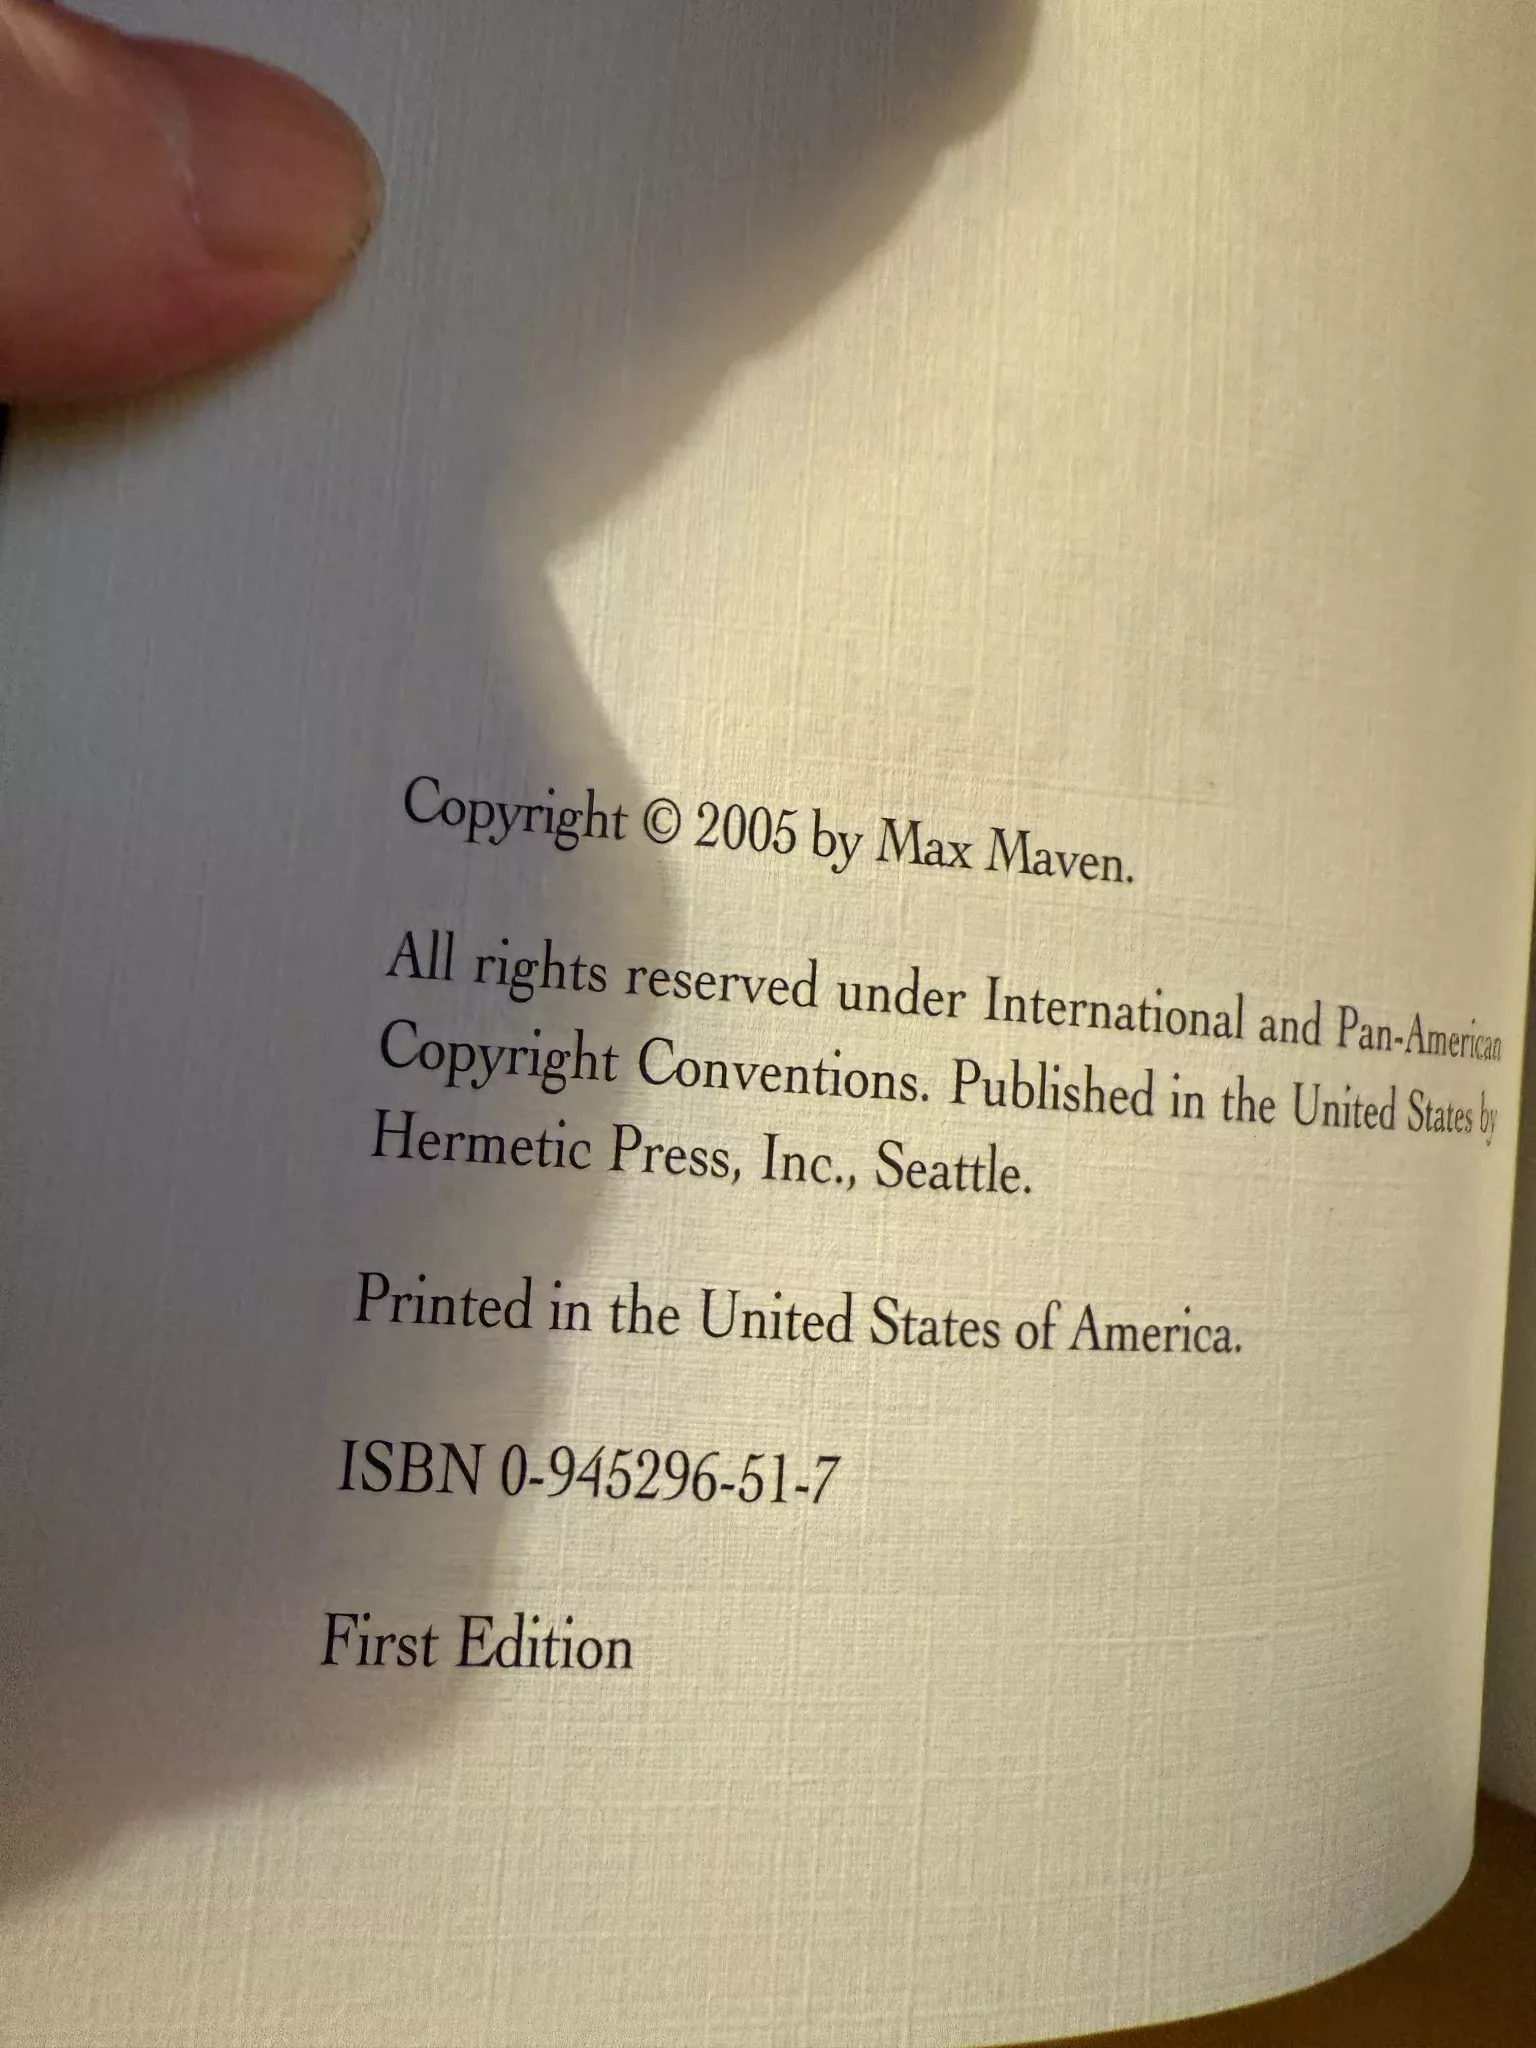 Copyright © 2005 by Max Maven.
All rights reserved under International and Pan-American
Copyright Conventions. Published in the United States by
Hermetic Press, Inc., Seattle.
Printed in the United States of America.
ISBN 0-945296-51-7
First Edition